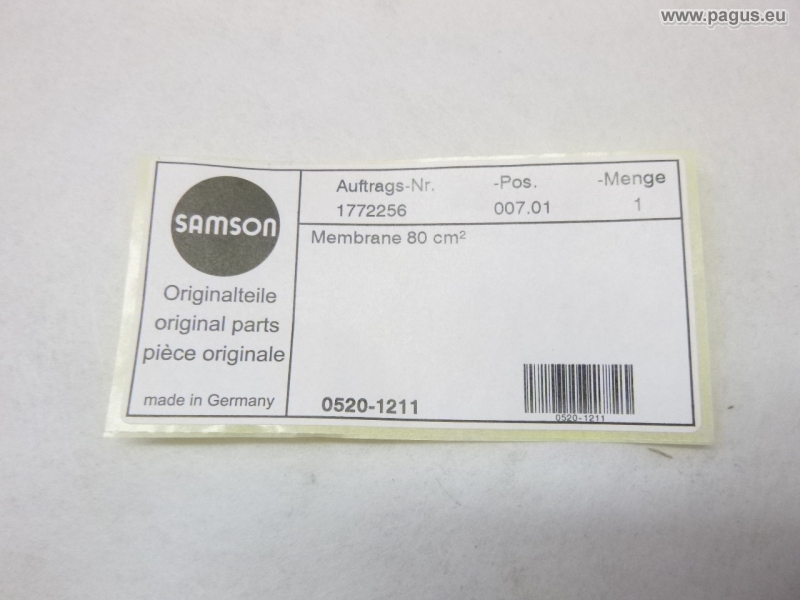 www.pagus.eu
SAMSON
Originalteile
original parts
pièce originale
made in Germany
Auftrags-Nr. -Pos. -Menge
1772256 007.01 1
Membrane 80 cm²
0520-1211
0520-1211